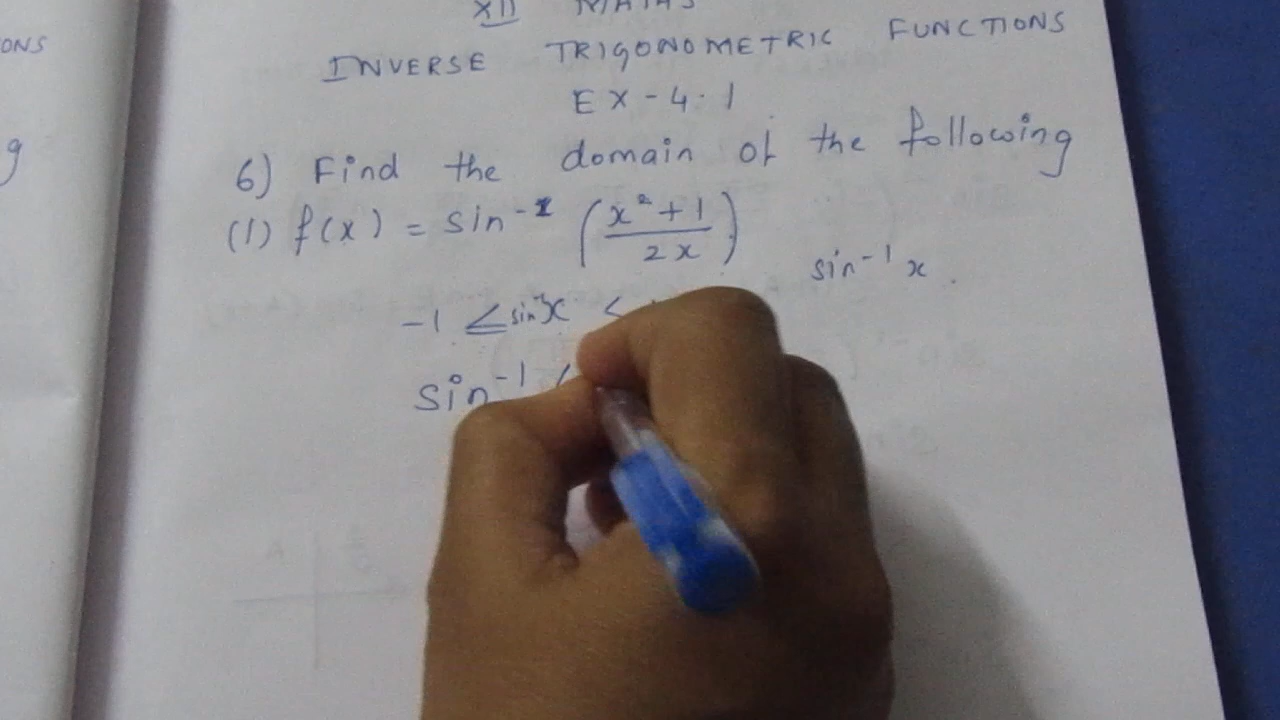 ONS
g
XII MATHS
INVERSE TRIGONOMETRIC FUNCTIONS
EX - 4.1
6) Find the domain of the following
(1) f(x) = sin⁻¹ (x² + 1 / 2x)
sin⁻¹ x
-1 ≤ sin⁻¹x <
sin⁻¹ (